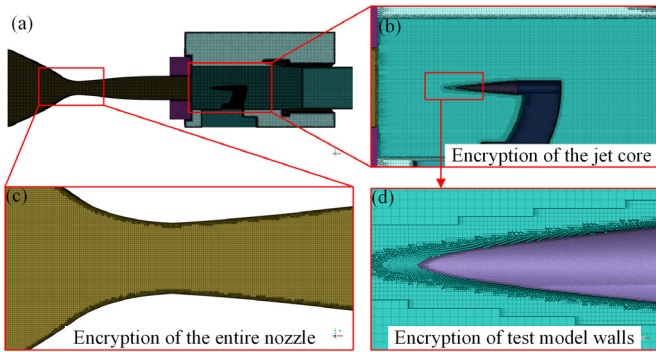 (a)
(b)
Encryption of the jet core
(c)
Encryption of the entire nozzle
(d)
Encryption of test model walls